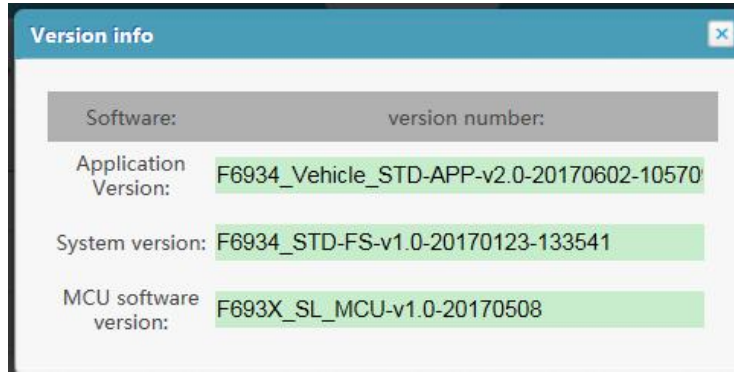 Version info
Software: version number:
Application
Version:
F6934_Vehicle_STD-APP-v2.0-20170602-10570
System version: F6934_STD-FS-v1.0-20170123-133541
MCU software
version:
F693X_SL_MCU-v1.0-20170508